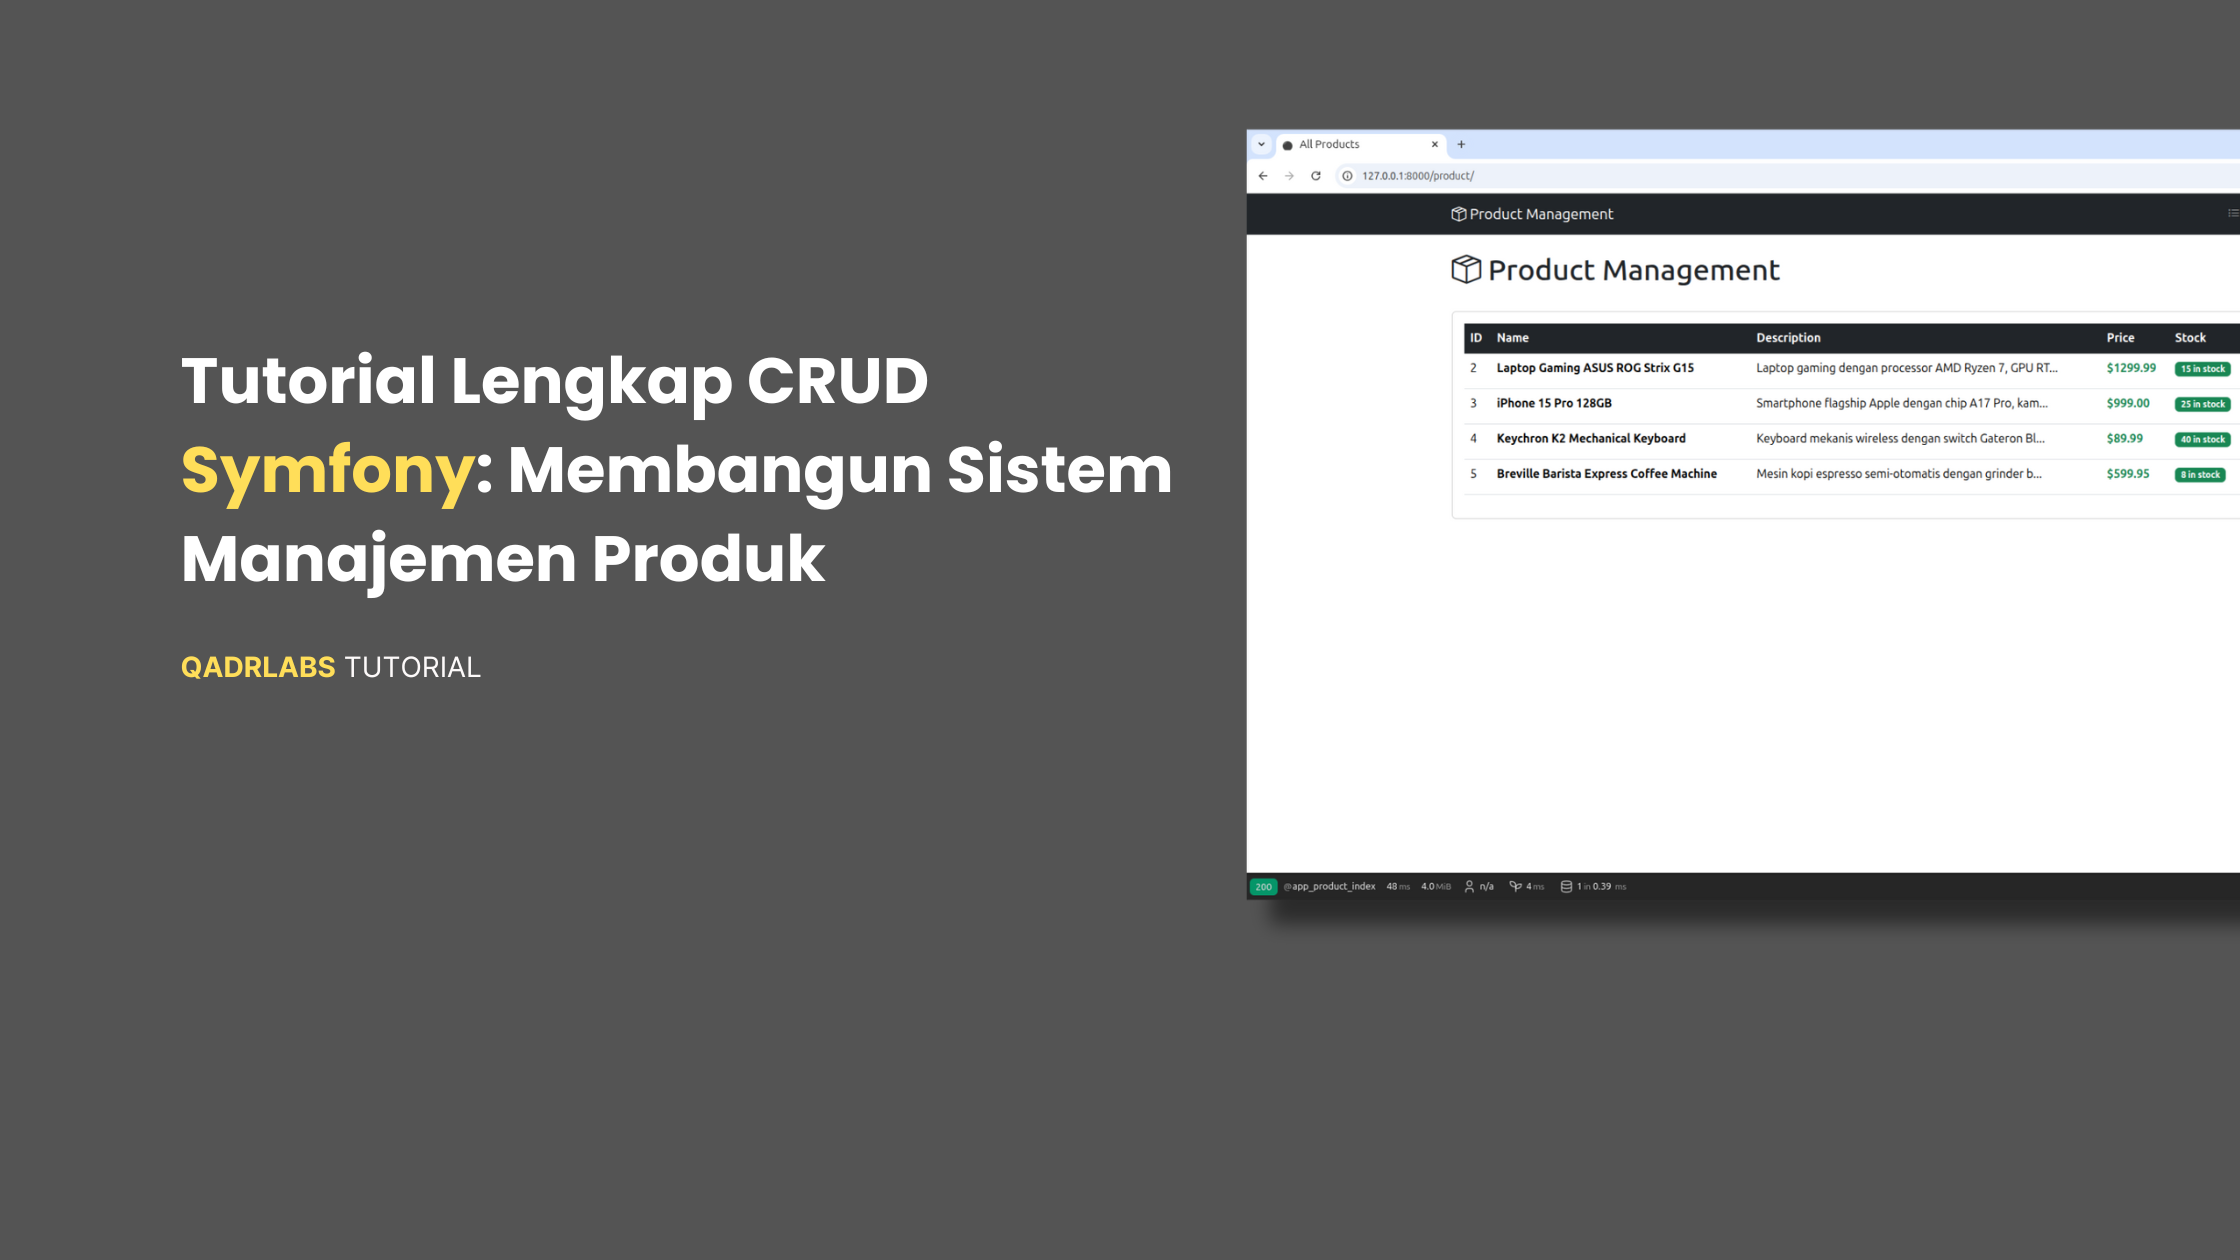 Tutorial Lengkap CRUD
Symfony: Membangun Sistem
Manajemen Produk
QADRLABS TUTORIAL
All Products
127.0.0.1:8000/product/
Product Management
Product Management
ID Name Description Price Stock
2 Laptop Gaming ASUS ROG Strix G15 Laptop gaming dengan processor AMD Ryzen 7, GPU RT... $1299.99 15 in stock
3 iPhone 15 Pro 128GB Smartphone flagship Apple dengan chip A17 Pro, kam... $999.00 25 in stock
4 Keychron K2 Mechanical Keyboard Keyboard mekanis wireless dengan switch Gateron Bl... $89.99 40 in stock
5 Breville Barista Express Coffee Machine Mesin kopi espresso semi-otomatis dengan grinder b... $599.95 8 in stock
200 @app_product_index 48 ms 4.0 MiB n/a 4 ms 1 in 0.39 ms